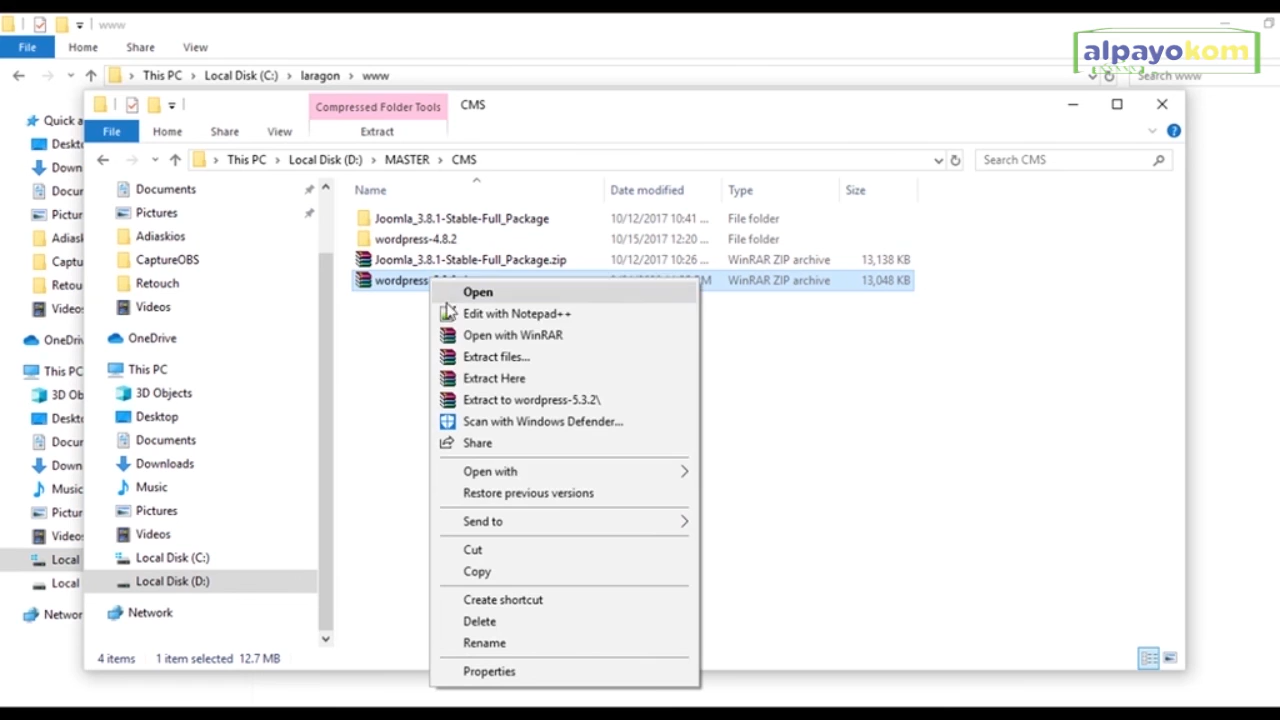 www
File Home Share View
alpayokom
This PC > Local Disk (C:) > laragon > www
Search www
Compressed Folder Tools
CMS
File Home Share View Extract
This PC > Local Disk (D:) > MASTER > CMS
Search CMS
Quick a
Deskt
Down
Docur
Pictur
Adiask
Captu
Retou
Videos
OneDriv
This PC
3D Ob
Deskt
Docur
Down
Music
Pictur
Videos
Local
Local
Networ
Documents
Pictures
Adiaskios
CaptureOBS
Retouch
Videos
OneDrive
This PC
3D Objects
Desktop
Documents
Downloads
Music
Pictures
Videos
Local Disk (C:)
Local Disk (D:)
Network
Name Date modified Type Size
Joomla_3.8.1-Stable-Full_Package 10/12/2017 10:41 ... File folder
wordpress-4.8.2 10/15/2017 12:20 ... File folder
Joomla_3.8.1-Stable-Full_Package.zip 10/12/2017 10:26 ... WinRAR ZIP archive 13,138 KB
wordpress WinRAR ZIP archive 13,048 KB
Open
Edit with Notepad++
Open with WinRAR
Extract files...
Extract Here
Extract to wordpress-5.3.2\
Scan with Windows Defender...
Share
Open with
Restore previous versions
Send to
Cut
Copy
Create shortcut
Delete
Rename
Properties
4 items 1 item selected 12.7 MB